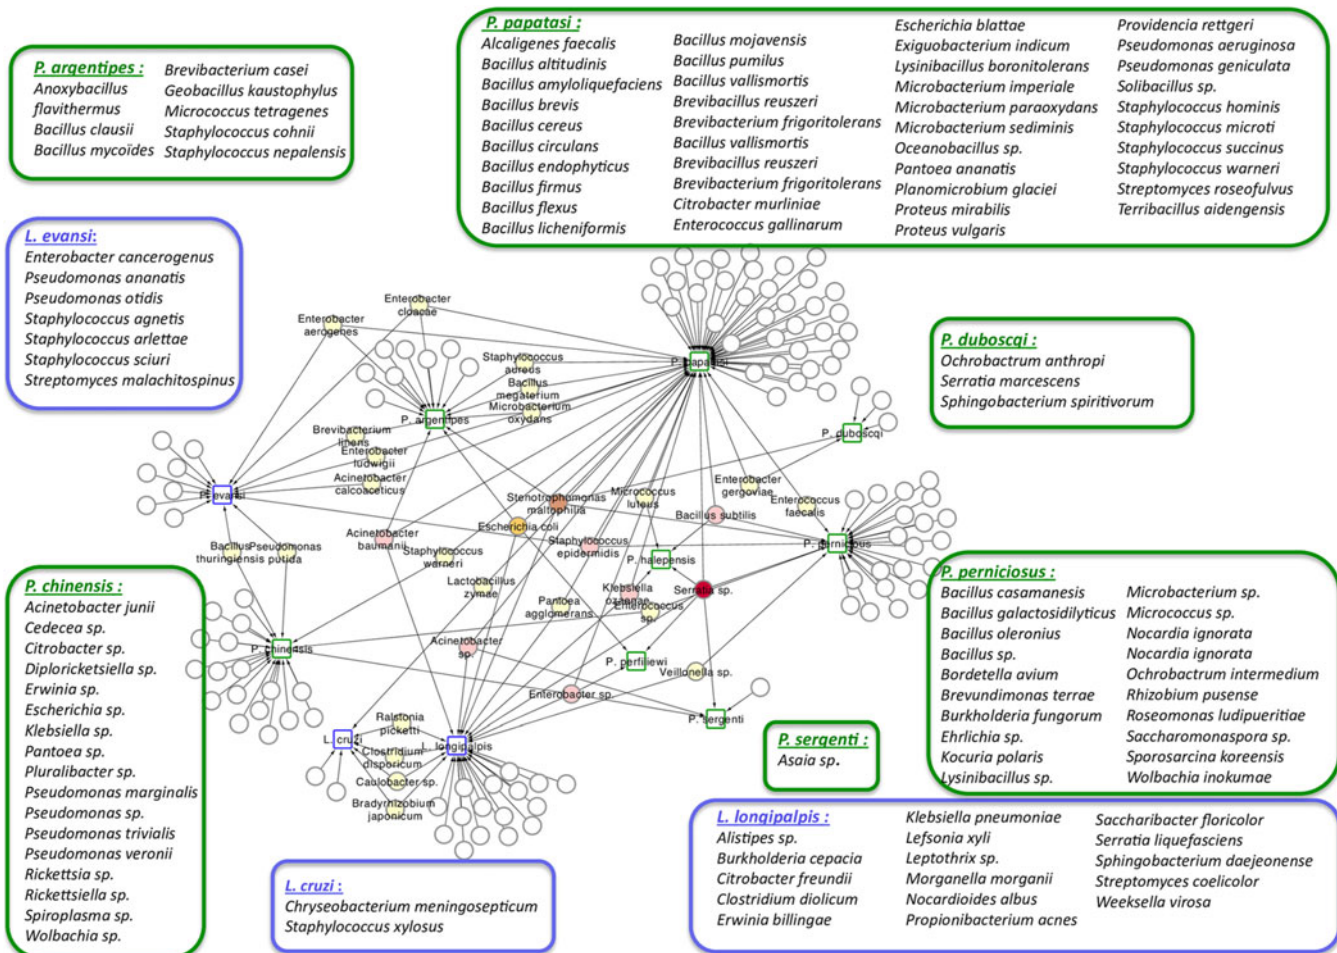 P. papatasi :
Alcaligenes faecalis
Bacillus altitudinis
Bacillus amyloliquefaciens
Bacillus brevis
Bacillus cereus
Bacillus circulans
Bacillus endophyticus
Bacillus firmus
Bacillus flexus
Bacillus licheniformis
Bacillus mojavensis
Bacillus pumilus
Bacillus vallismortis
Brevibacillus reuszeri
Brevibacterium frigoritolerans
Bacillus vallismortis
Brevibacillus reuszeri
Brevibacterium frigoritolerans
Citrobacter murliniae
Enterococcus gallinarum
Escherichia blattae
Exiguobacterium indicum
Lysinibacillus boronitolerans
Microbacterium imperiale
Microbacterium paraoxydans
Microbacterium sediminis
Oceanobacillus sp.
Pantoea ananatis
Planomicrobium glaciei
Proteus mirabilis
Proteus vulgaris
Providencia rettgeri
Pseudomonas aeruginosa
Pseudomonas geniculata
Solibacillus sp.
Staphylococcus hominis
Staphylococcus microti
Staphylococcus succinus
Staphylococcus warneri
Streptomyces roseofulvus
Terribacillus aidengensis
P. argentipes :
Anoxybacillus
flavithermus
Bacillus clausii
Bacillus mycoïdes
Brevibacterium casei
Geobacillus kaustophylus
Micrococcus tetragenes
Staphylococcus cohnii
Staphylococcus nepalensis
L. evansi:
Enterobacter cancerogenus
Pseudomonas ananatis
Pseudomonas otidis
Staphylococcus agnetis
Staphylococcus arlettae
Staphylococcus sciuri
Streptomyces malachitospinus
P. duboscqi :
Ochrobactrum anthropi
Serratia marcescens
Sphingobacterium spiritivorum
Enterobacter
cloacae
Enterobacter
aerogenes
Staphylococcus
aureus
Bacillus
megaterium
Microbacterium
oxydans
P. papatasi
P. argentipes
P. duboscqi
Brevibacterium
linens
Enterobacter
ludwigii
Acinetobacter
calcoaceticus
evansi
Stenotrophomonas
maltophilia
Micrococcus
luteus
Enterobacter
gergoviae
Enterococcus
faecalis
Bacillus subtilis
Escherichia coli
Acinetobacter
baumanii
Staphylococcus
epidermidis
Staphylococcus
warneri
P. halepensis
P. perniciosus
Bacillus
thuringiensis
Pseudomonas
putida
Lactobacillus
zymae
Klebsiella
ozaenae
Serratia sp.
Pantoea
agglomerans
Enterococcus
sp.
P. chinensis
Acinetobacter
sp.
P. perfiliewi
Veillonella sp.
Enterobacter sp.
P. sergenti
Ralstonia
picketti
L. cruzi
L. longipalpis
Clostridium
disporicum
Caulobacter sp.
Bradyrhizobium
japonicum
P. chinensis :
Acinetobacter junii
Cedecea sp.
Citrobacter sp.
Diploricketsiella sp.
Erwinia sp.
Escherichia sp.
Klebsiella sp.
Pantoea sp.
Pluralibacter sp.
Pseudomonas marginalis
Pseudomonas sp.
Pseudomonas trivialis
Pseudomonas veronii
Rickettsia sp.
Rickettsiella sp.
Spiroplasma sp.
Wolbachia sp.
P. perniciosus :
Bacillus casamanesis
Bacillus galactosidilyticus
Bacillus oleronius
Bacillus sp.
Bordetella avium
Brevundimonas terrae
Burkholderia fungorum
Ehrlichia sp.
Kocuria polaris
Lysinibacillus sp.
Microbacterium sp.
Micrococcus sp.
Nocardia ignorata
Nocardia ignorata
Ochrobactrum intermedium
Rhizobium pusense
Roseomonas ludipueritiae
Saccharomonaspora sp.
Sporosarcina koreensis
Wolbachia inokumae
P. sergenti :
Asaia sp.
L. cruzi :
Chryseobacterium meningosepticum
Staphylococcus xylosus
L. longipalpis :
Alistipes sp.
Burkholderia cepacia
Citrobacter freundii
Clostridium diolicum
Erwinia billingae
Klebsiella pneumoniae
Lefsonia xyli
Leptothrix sp.
Morganella morganii
Nocardioides albus
Propionibacterium acnes
Saccharibacter floricolor
Serratia liquefasciens
Sphingobacterium daejeonense
Streptomyces coelicolor
Weeksella virosa